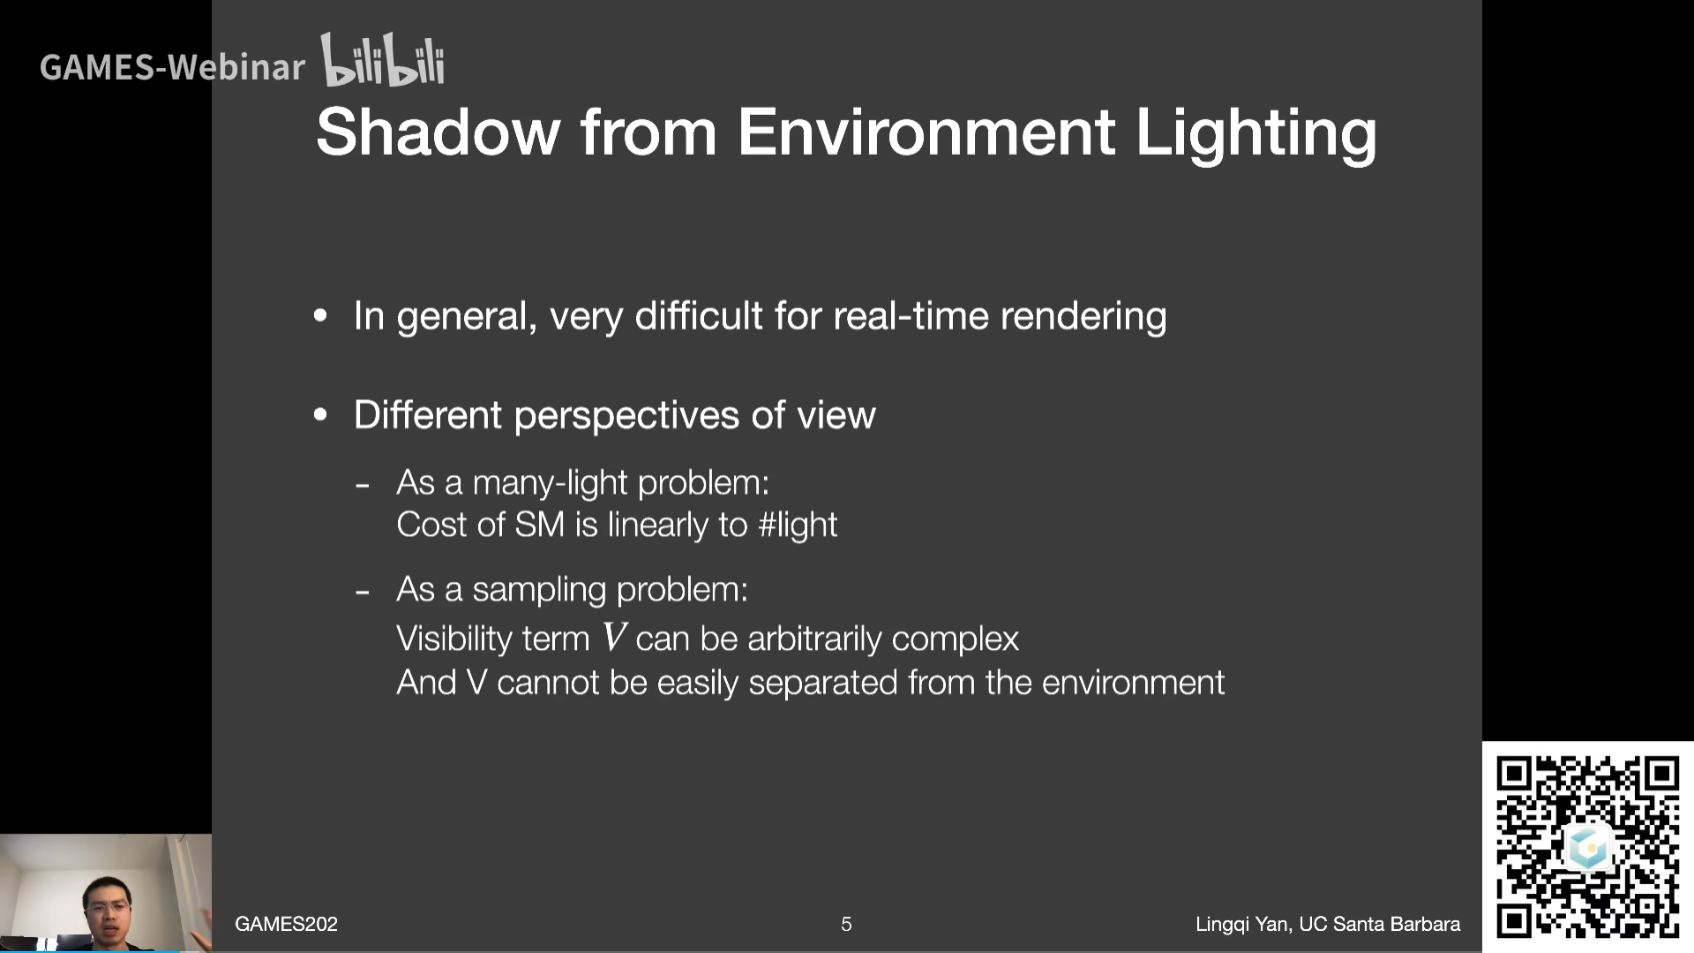 GAMES-Webinar bilibili
Shadow from Environment Lighting
• In general, very difficult for real-time rendering
• Different perspectives of view
- As a many-light problem:
Cost of SM is linearly to #light
- As a sampling problem:
Visibility term V can be arbitrarily complex
And V cannot be easily separated from the environment
GAMES202
5
Lingqi Yan, UC Santa Barbara